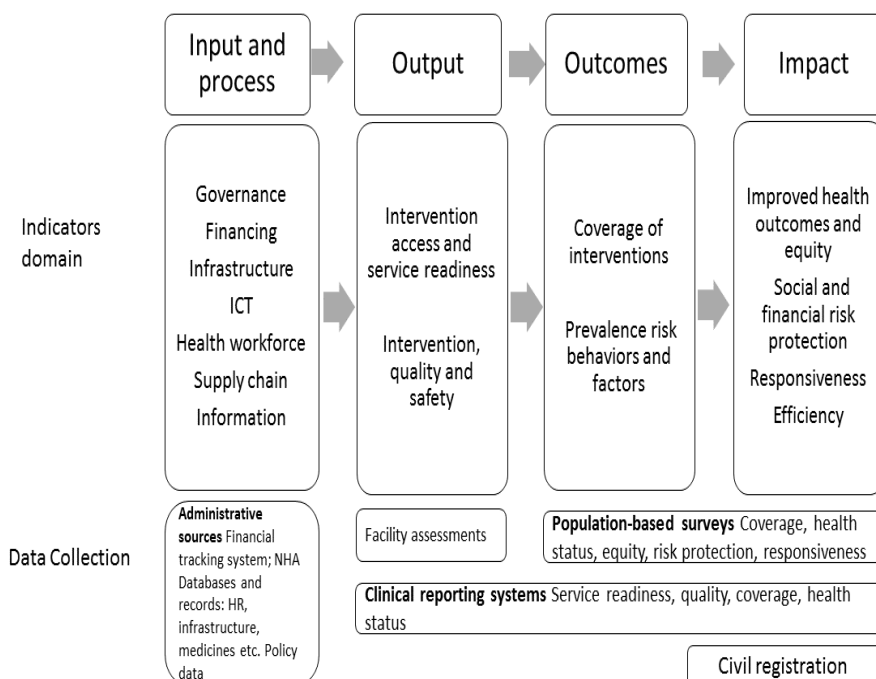 Input and
process
Output
Outcomes
Impact
Indicators
domain
Governance
Financing
Infrastructure
ICT
Health workforce
Supply chain
Information
Intervention
access and
service readiness
Intervention,
quality and
safety
Coverage of
interventions
Prevalence risk
behaviors and
factors
Improved health
outcomes and
equity
Social and
financial risk
protection
Responsiveness
Efficiency
Data Collection
Administrative
sources Financial
tracking system; NHA
Databases and
records: HR,
infrastructure,
medicines etc. Policy
data
Facility assessments
Population-based surveys Coverage, health
status, equity, risk protection, responsiveness
Clinical reporting systems Service readiness, quality, coverage, health
status
Civil registration